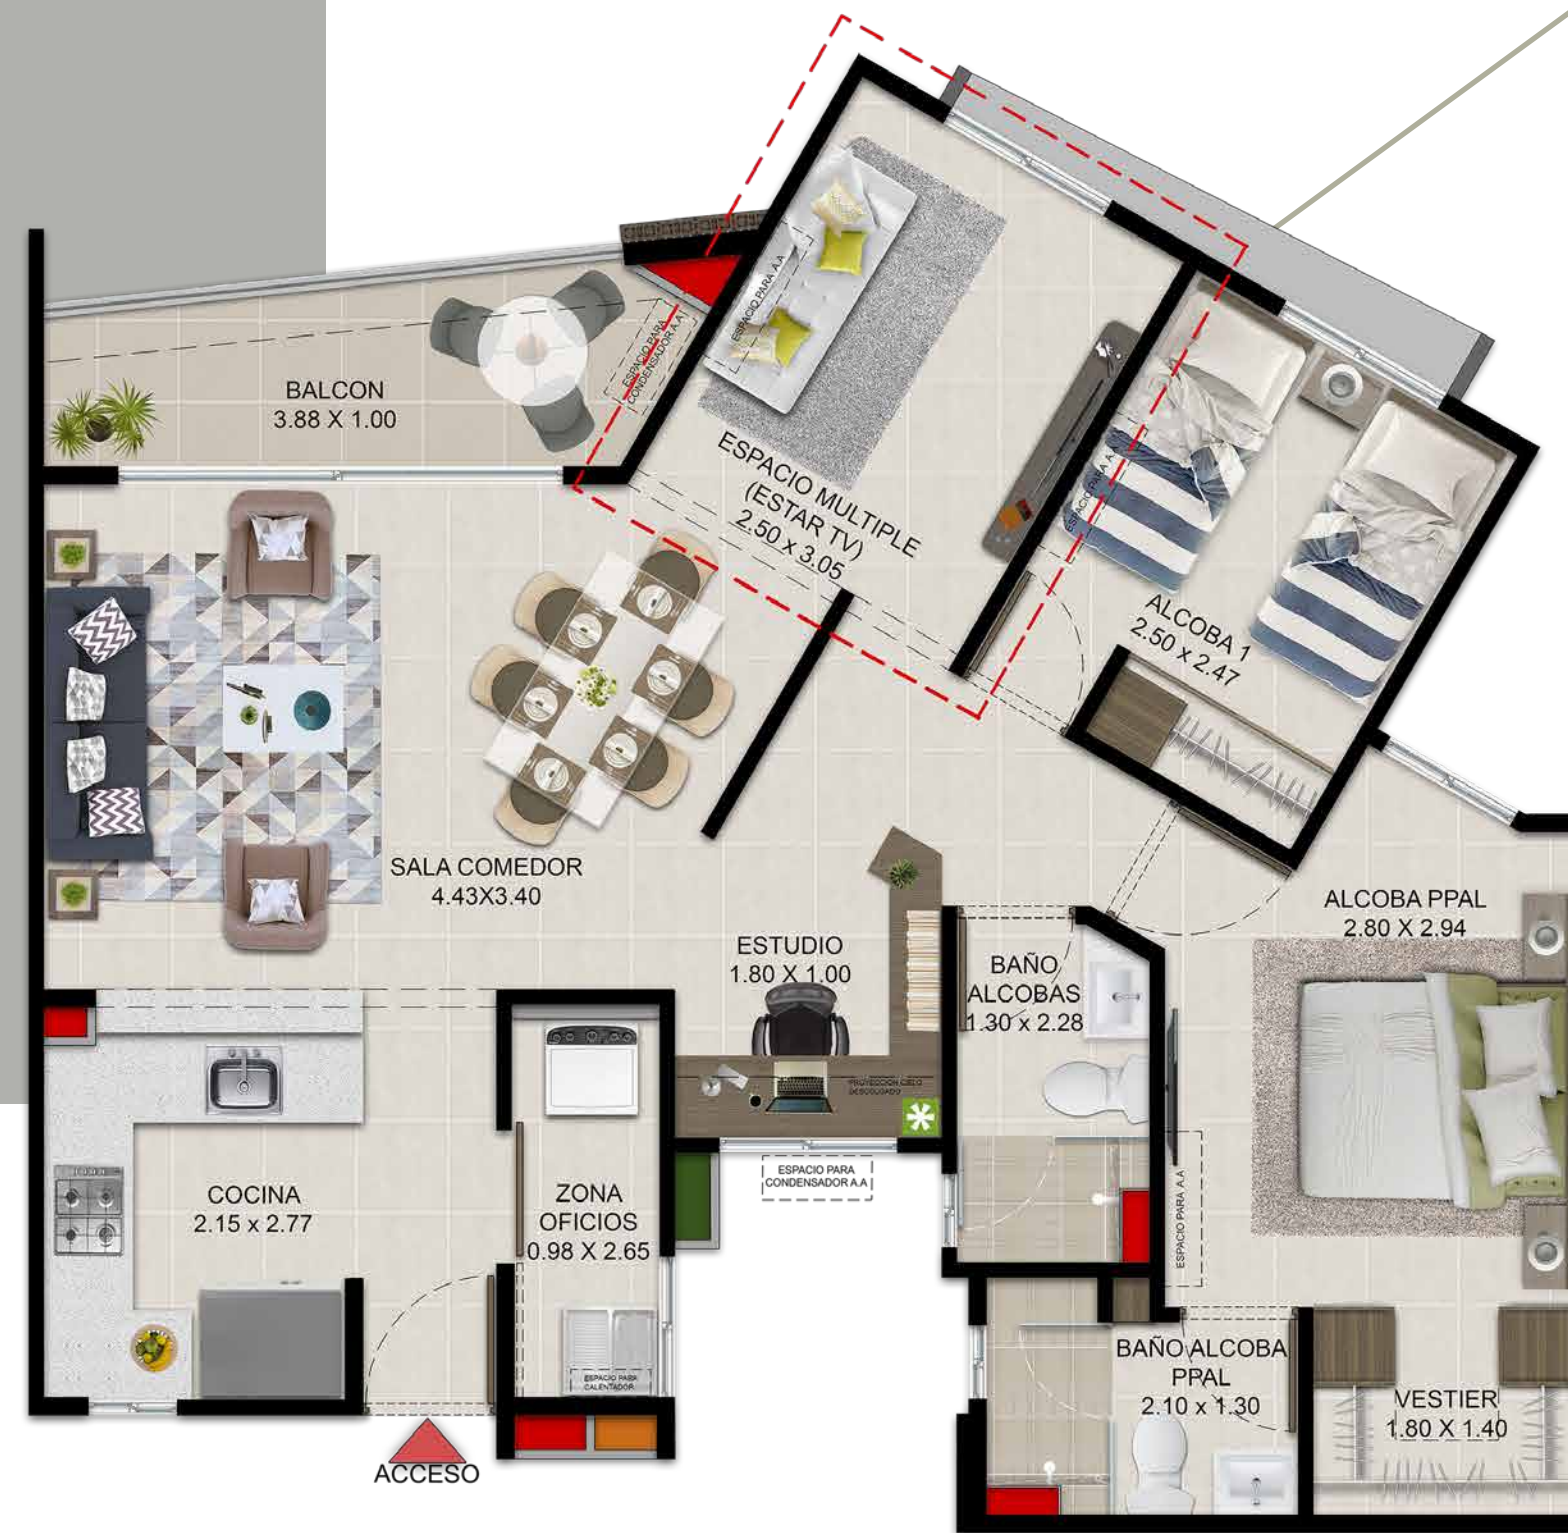 BALCON
3.88 X 1.00
ESPACIO PARA
CONDENSADOR A.A
ESPACIO PARA A.A
ESPACIO MULTIPLE
(ESTAR TV)
2.50 x 3.05
ESPACIO PARA A.A
ALCOBA 1
2.50 x 2.47
SALA COMEDOR
4.43X3.40
ALCOBA PPAL
2.80 X 2.94
ESTUDIO
1.80 X 1.00
PROYECCION CIELO
DESCOLGADO
BAÑO
ALCOBAS
1.30 x 2.28
ESPACIO PARA
CONDENSADOR A.A
COCINA
2.15 x 2.77
ZONA
OFICIOS
0.98 X 2.65
ESPACIO PARA A.A
ESPACIO PARA
CALENTADOR
BAÑO ALCOBA
PPAL
2.10 x 1.30
VESTIER
1.80 X 1.40
ACCESO